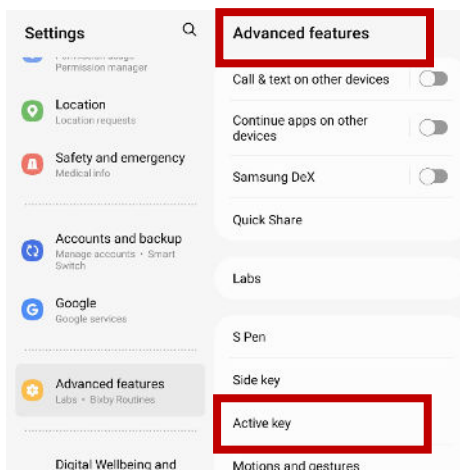 Settings
Permission manager
Location
Location requests
Safety and emergency
Medical info
Accounts and backup
Manage accounts • Smart
Switch
Google
Google services
Advanced features
Labs • Bixby Routines
Digital Wellbeing and
Advanced features
Call & text on other devices
Continue apps on other
devices
Samsung DeX
Quick Share
Labs
S Pen
Side key
Active key
Motions and gestures